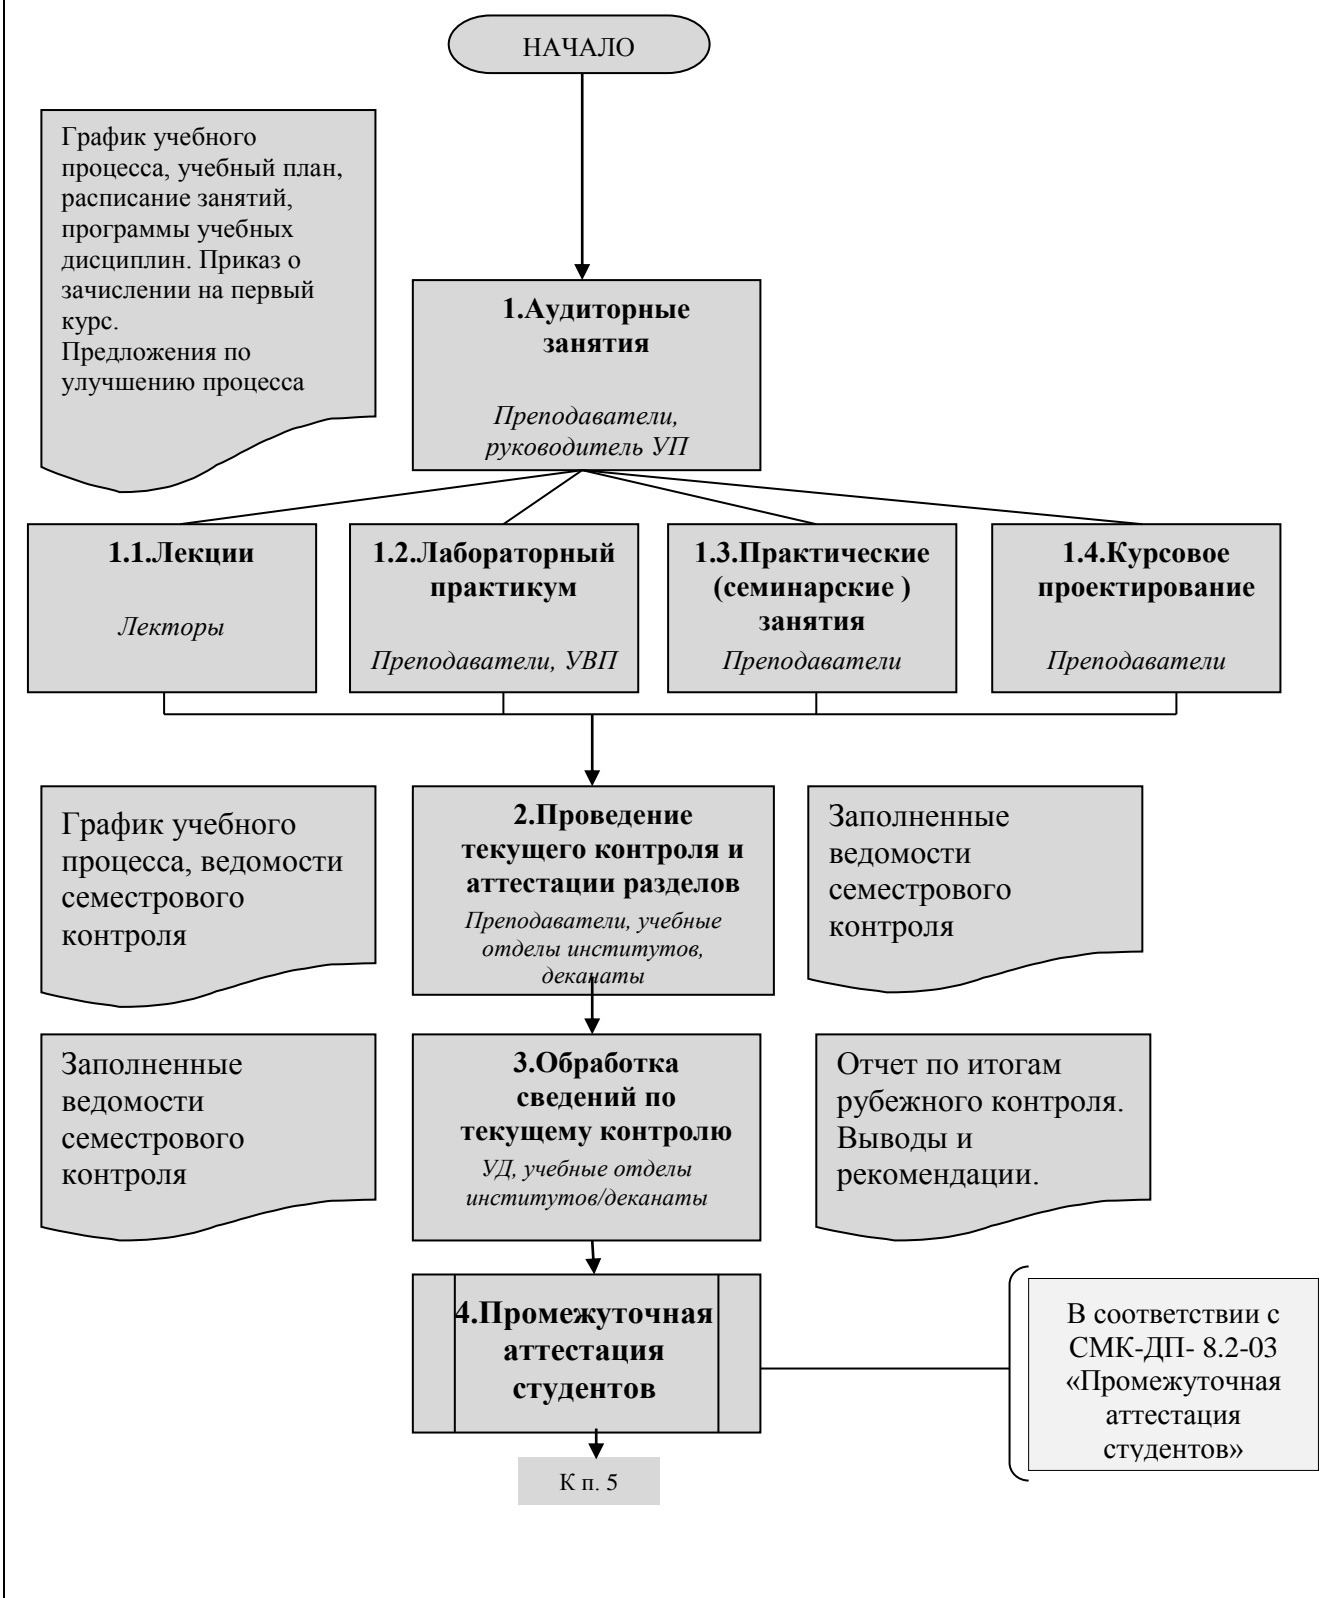 НАЧАЛО
График учебного
процесса, учебный план,
расписание занятий,
программы учебных
дисциплин. Приказ о
зачислении на первый
курс.
Предложения по
улучшению процесса
1.Аудиторные
занятия
Преподаватели,
руководитель УП
1.1.Лекции
Лекторы
1.2.Лабораторный
практикум
Преподаватели, УВП
1.3.Практические
(семинарские )
занятия
Преподаватели
1.4.Курсовое
проектирование
Преподаватели
График учебного
процесса, ведомости
семестрового
контроля
2.Проведение
текущего контроля и
аттестации разделов
Преподаватели, учебные
отделы институтов,
деканаты
Заполненные
ведомости
семестрового
контроля
Заполненные
ведомости
семестрового
контроля
3.Обработка
сведений по
текущему контролю
УД, учебные отделы
институтов/деканаты
Отчет по итогам
рубежного контроля.
Выводы и
рекомендации.
4.Промежуточная
аттестация
студентов
В соответствии с
СМК-ДП- 8.2-03
«Промежуточная
аттестация
студентов»
К п. 5